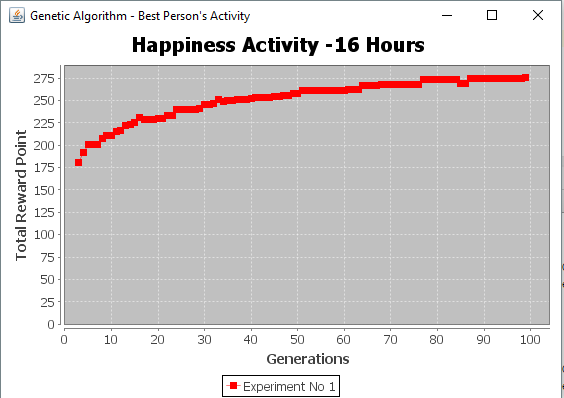 Genetic Algorithm - Best Person's Activity
Happiness Activity -16 Hours
Total Reward Point
275
250
225
200
175
150
125
100
75
50
25
0
0 10 20 30 40 50 60 70 80 90 100
Generations
Experiment No 1